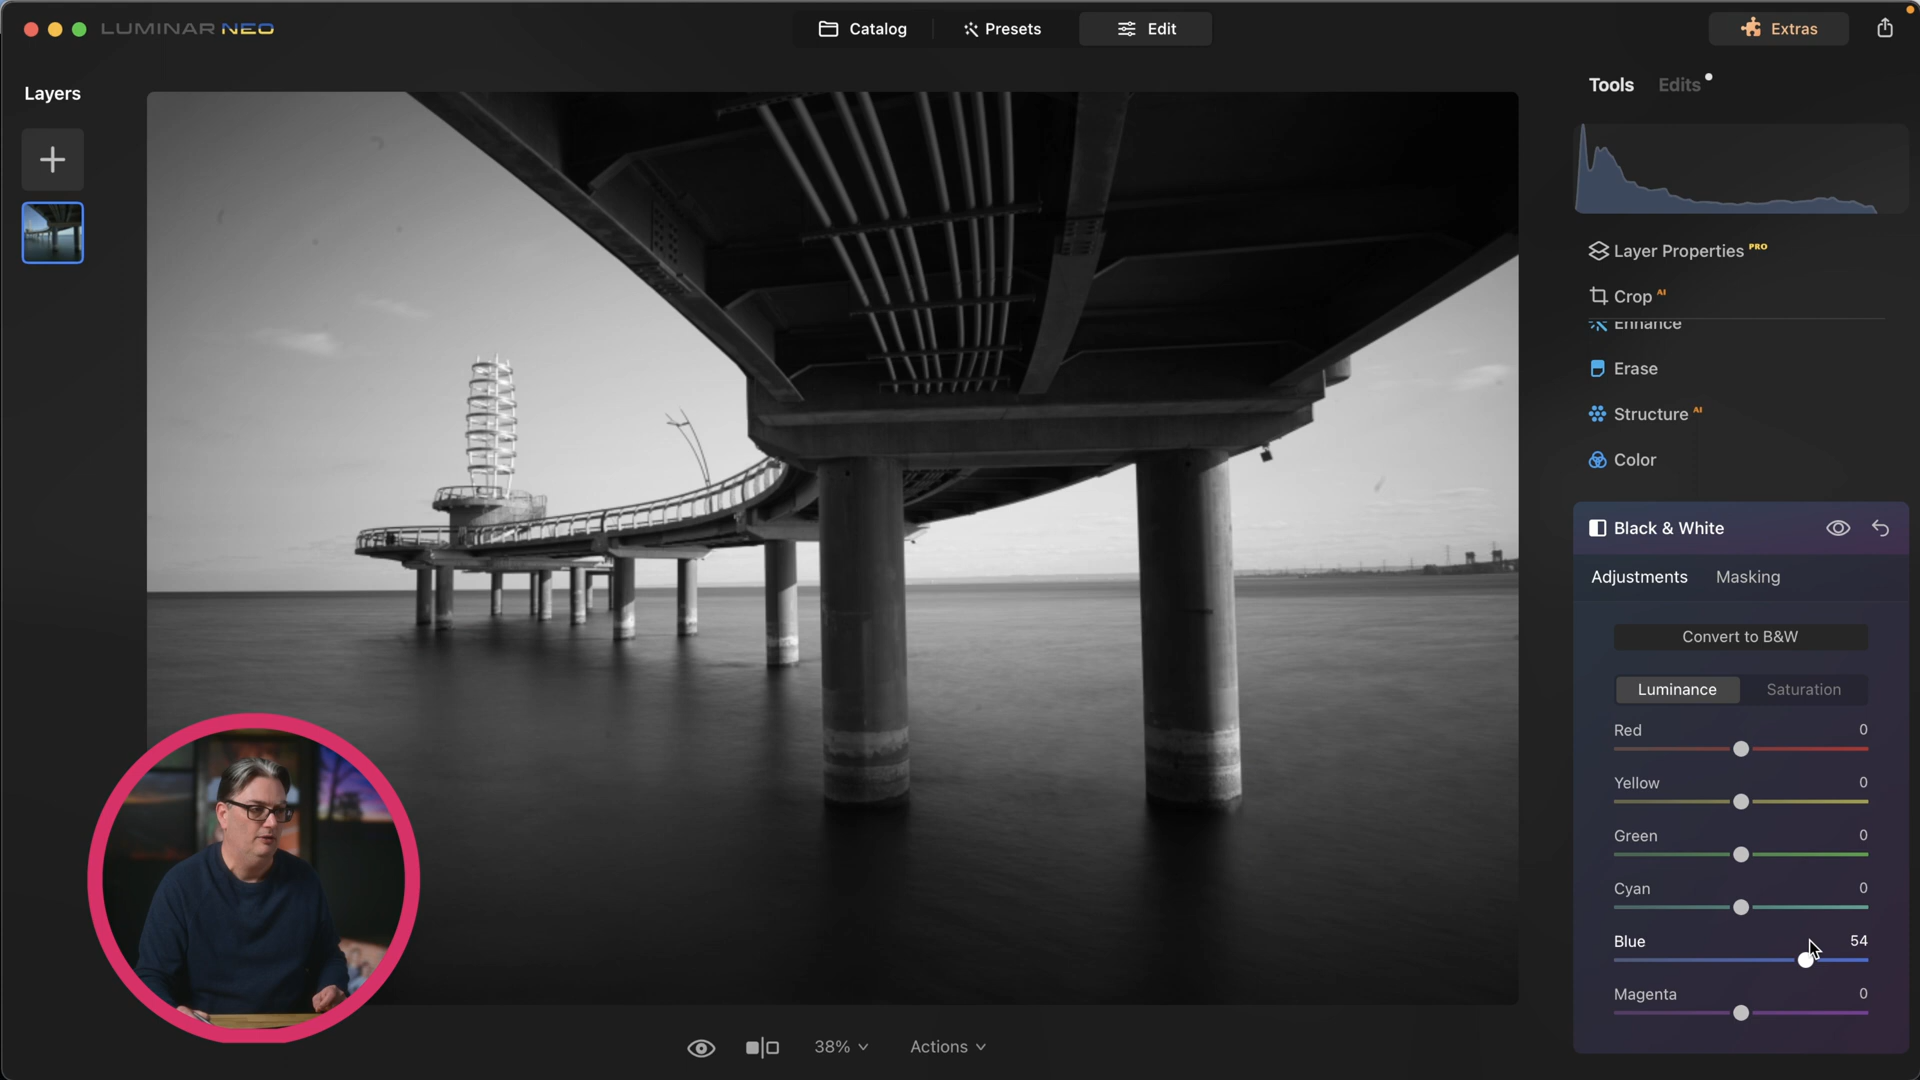 LUMINAR NEO
Catalog
Presets
Edit
Extras
Layers
Tools
Edits
Layer Properties PRO
Crop AI
Enhance
Erase
Structure AI
Color
Black & White
Adjustments
Masking
Convert to B&W
Luminance
Saturation
Red 0
Yellow 0
Green 0
Cyan 0
Blue 54
Magenta 0
38%
Actions